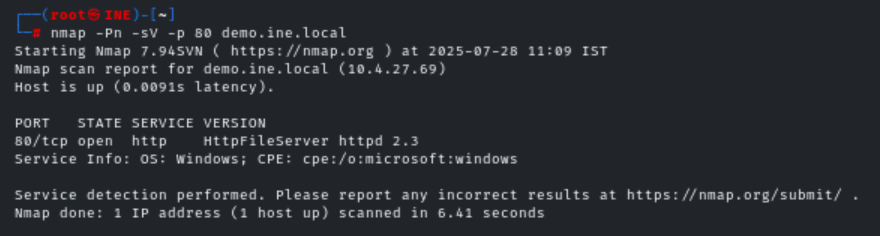 ┌──(root㉿INE)-[~]
└─# nmap -Pn -sV -p 80 demo.ine.local
Starting Nmap 7.94SVN ( https://nmap.org ) at 2025-07-28 11:09 IST
Nmap scan report for demo.ine.local (10.4.27.69)
Host is up (0.0091s latency).
PORT   STATE SERVICE VERSION
80/tcp open  http    HttpFileServer httpd 2.3
Service Info: OS: Windows; CPE: cpe:/o:microsoft:windows
Service detection performed. Please report any incorrect results at https://nmap.org/submit/ .
Nmap done: 1 IP address (1 host up) scanned in 6.41 seconds